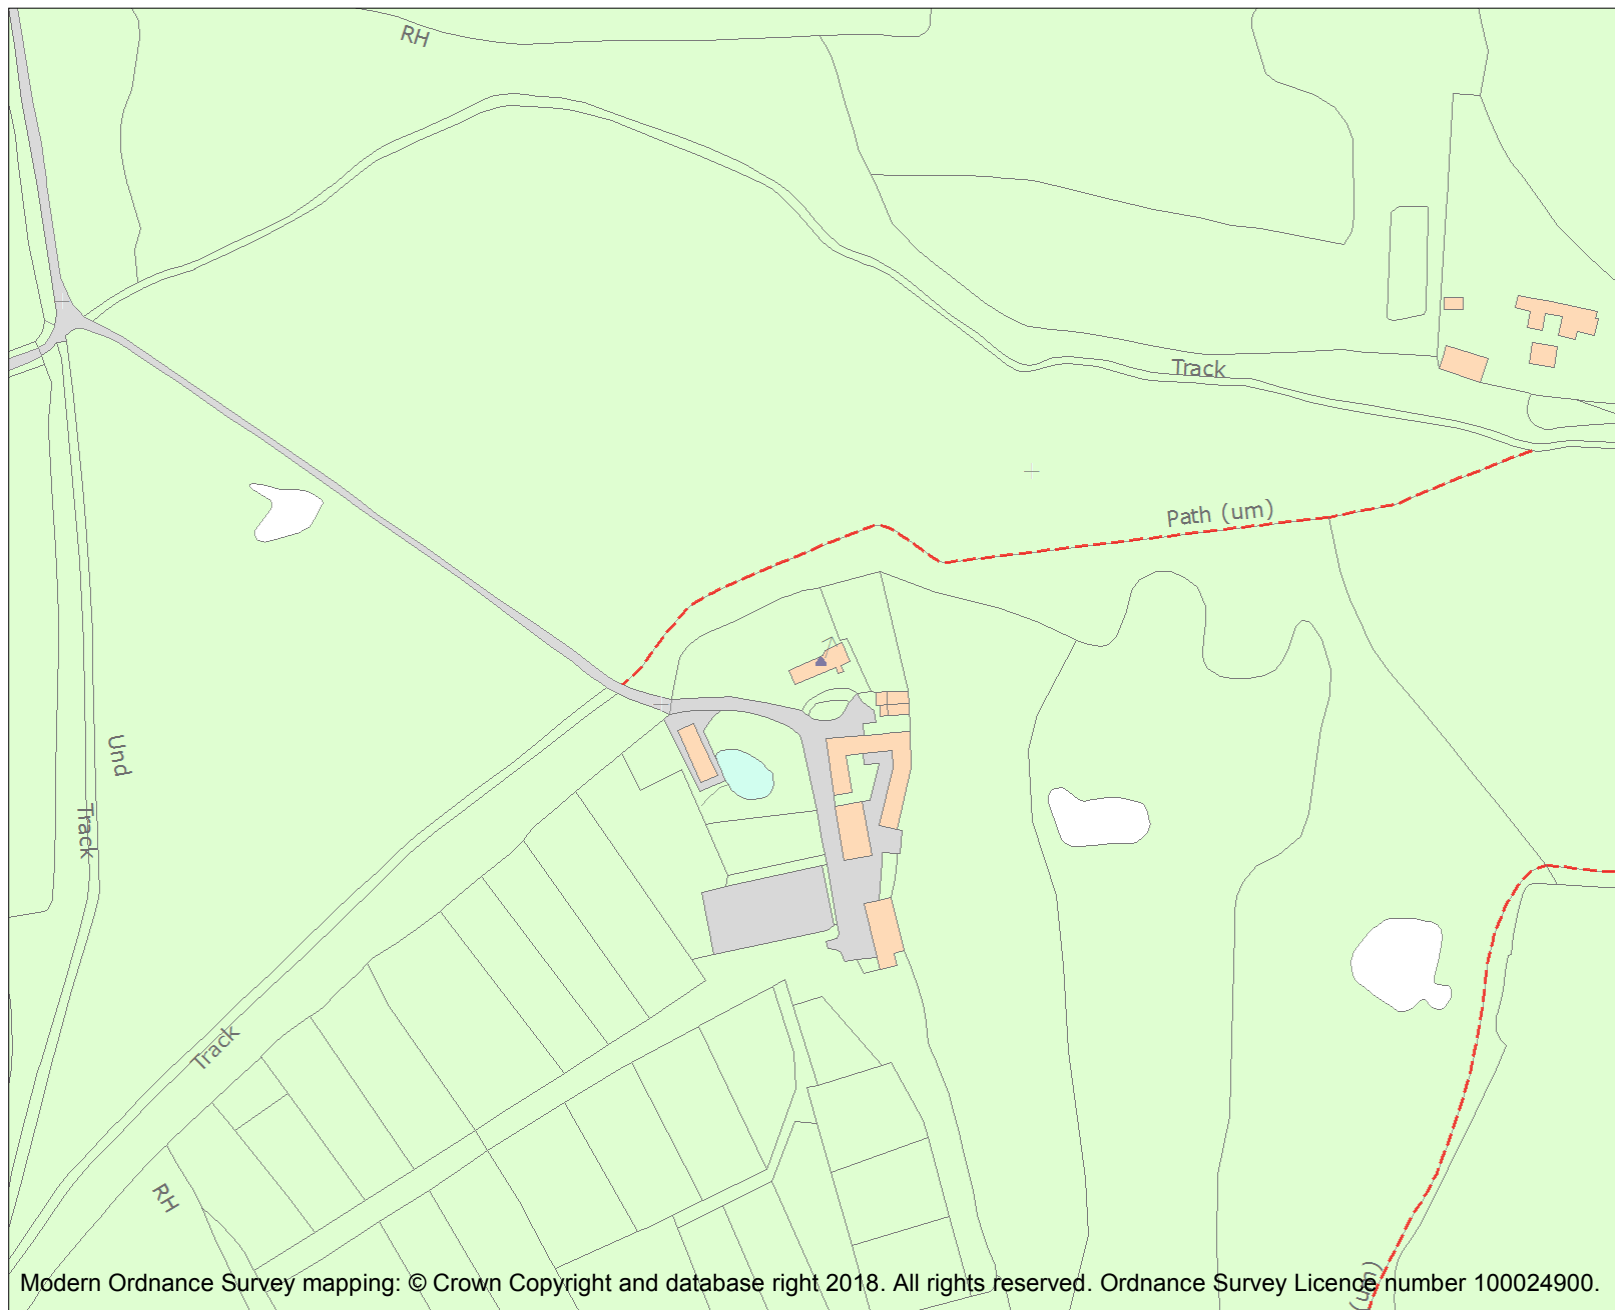 RH
Track
Path (um)
Und
Track
Track
RH
(um)
Modern Ordnance Survey mapping: © Crown Copyright and database right 2018. All rights reserved. Ordnance Survey Licence number 100024900.